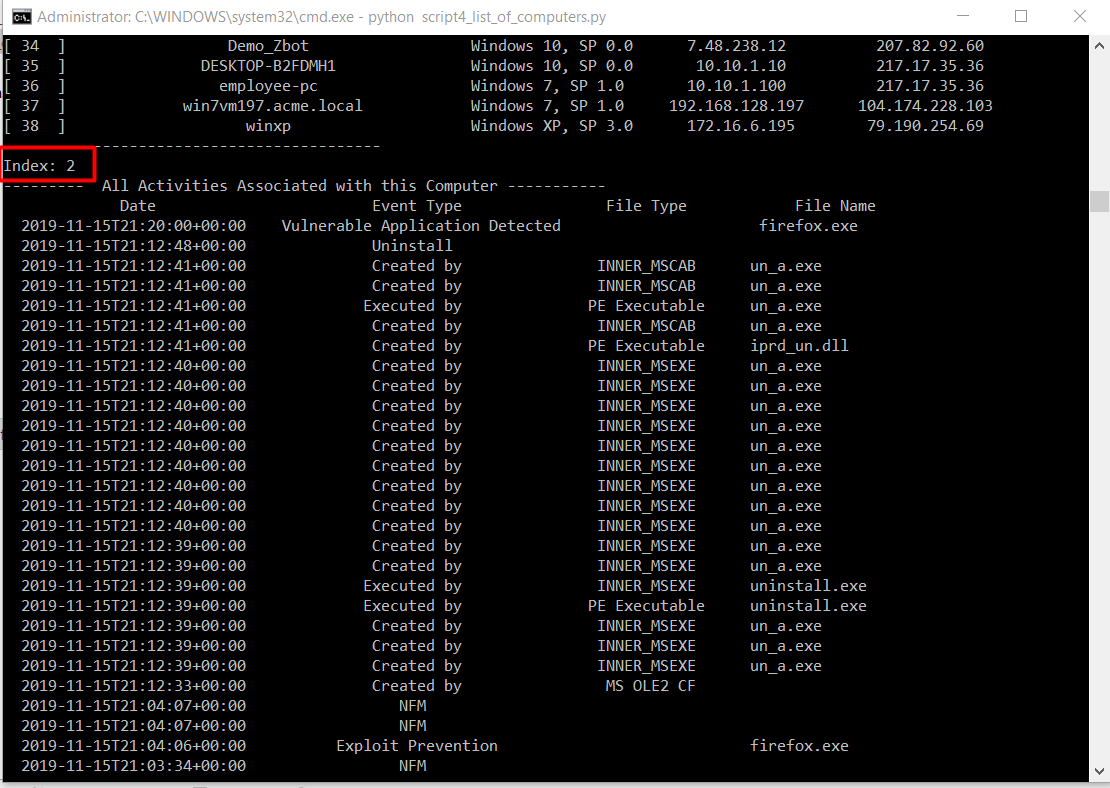 Administrator: C:\WINDOWS\system32\cmd.exe - python script4_list_of_computers.py
[ 34 ] Demo_Zbot Windows 10, SP 0.0 7.48.238.12 207.82.92.60
[ 35 ] DESKTOP-B2FDMH1 Windows 10, SP 0.0 10.10.1.10 217.17.35.36
[ 36 ] employee-pc Windows 7, SP 1.0 10.10.1.100 217.17.35.36
[ 37 ] win7vm197.acme.local Windows 7, SP 1.0 192.168.128.197 104.174.228.103
[ 38 ] winxp Windows XP, SP 3.0 172.16.6.195 79.190.254.69
--------------------------------
Index: 2
--------- All Activities Associated with this Computer -----------
Date Event Type File Type File Name
2019-11-15T21:20:00+00:00 Vulnerable Application Detected firefox.exe
2019-11-15T21:12:48+00:00 Uninstall
2019-11-15T21:12:41+00:00 Created by INNER_MSCAB un_a.exe
2019-11-15T21:12:41+00:00 Created by INNER_MSCAB un_a.exe
2019-11-15T21:12:41+00:00 Executed by PE Executable un_a.exe
2019-11-15T21:12:41+00:00 Created by INNER_MSCAB un_a.exe
2019-11-15T21:12:41+00:00 Created by PE Executable iprd_un.dll
2019-11-15T21:12:40+00:00 Created by INNER_MSEXE un_a.exe
2019-11-15T21:12:40+00:00 Created by INNER_MSEXE un_a.exe
2019-11-15T21:12:40+00:00 Created by INNER_MSEXE un_a.exe
2019-11-15T21:12:40+00:00 Created by INNER_MSEXE un_a.exe
2019-11-15T21:12:40+00:00 Created by INNER_MSEXE un_a.exe
2019-11-15T21:12:40+00:00 Created by INNER_MSEXE un_a.exe
2019-11-15T21:12:40+00:00 Created by INNER_MSEXE un_a.exe
2019-11-15T21:12:40+00:00 Created by INNER_MSEXE un_a.exe
2019-11-15T21:12:40+00:00 Created by INNER_MSEXE un_a.exe
2019-11-15T21:12:39+00:00 Created by INNER_MSEXE un_a.exe
2019-11-15T21:12:39+00:00 Created by INNER_MSEXE un_a.exe
2019-11-15T21:12:39+00:00 Executed by INNER_MSEXE uninstall.exe
2019-11-15T21:12:39+00:00 Executed by PE Executable uninstall.exe
2019-11-15T21:12:39+00:00 Created by INNER_MSEXE un_a.exe
2019-11-15T21:12:39+00:00 Created by INNER_MSEXE un_a.exe
2019-11-15T21:12:39+00:00 Created by INNER_MSEXE un_a.exe
2019-11-15T21:12:33+00:00 Created by MS OLE2 CF
2019-11-15T21:04:07+00:00 NFM
2019-11-15T21:04:07+00:00 NFM
2019-11-15T21:04:06+00:00 Exploit Prevention firefox.exe
2019-11-15T21:03:34+00:00 NFM